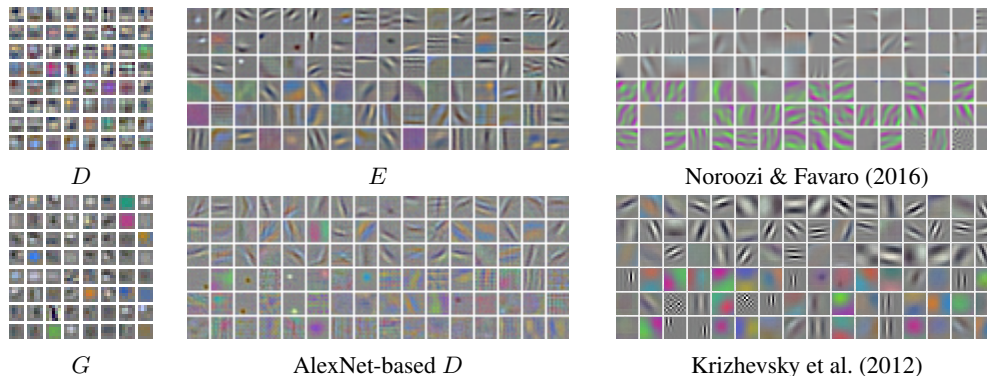 D
E
Noroozi & Favaro (2016)
G
AlexNet-based D
Krizhevsky et al. (2012)